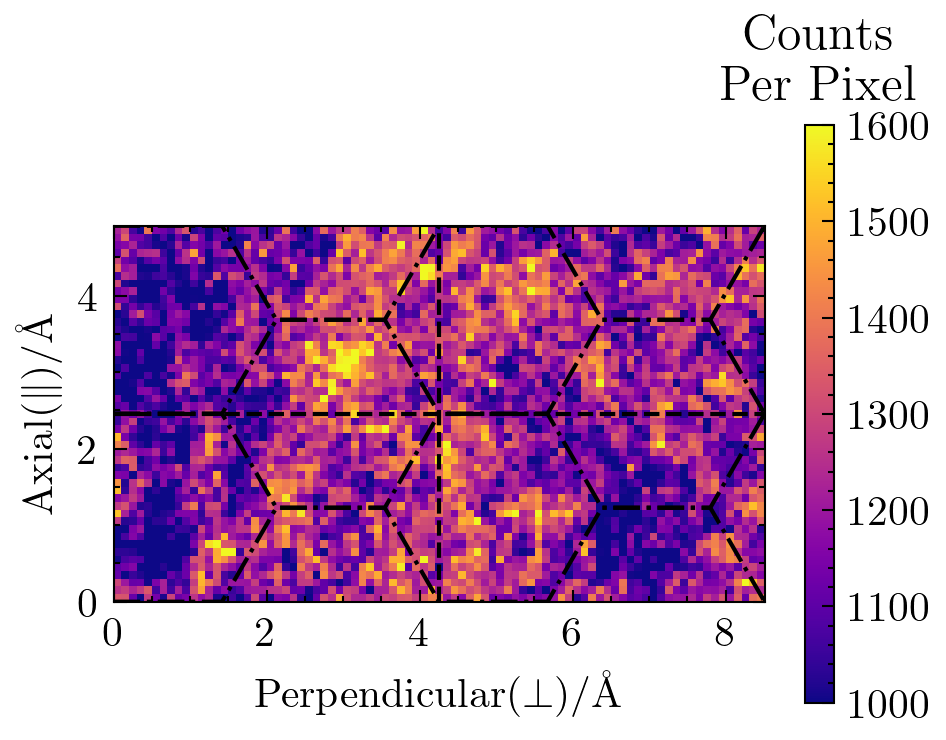 Counts
Per Pixel
1600
1500
1400
1300
1200
1100
1000
Axial(||)/Å
4
2
0
0 2 4 6 8
Perpendicular(⊥)/Å